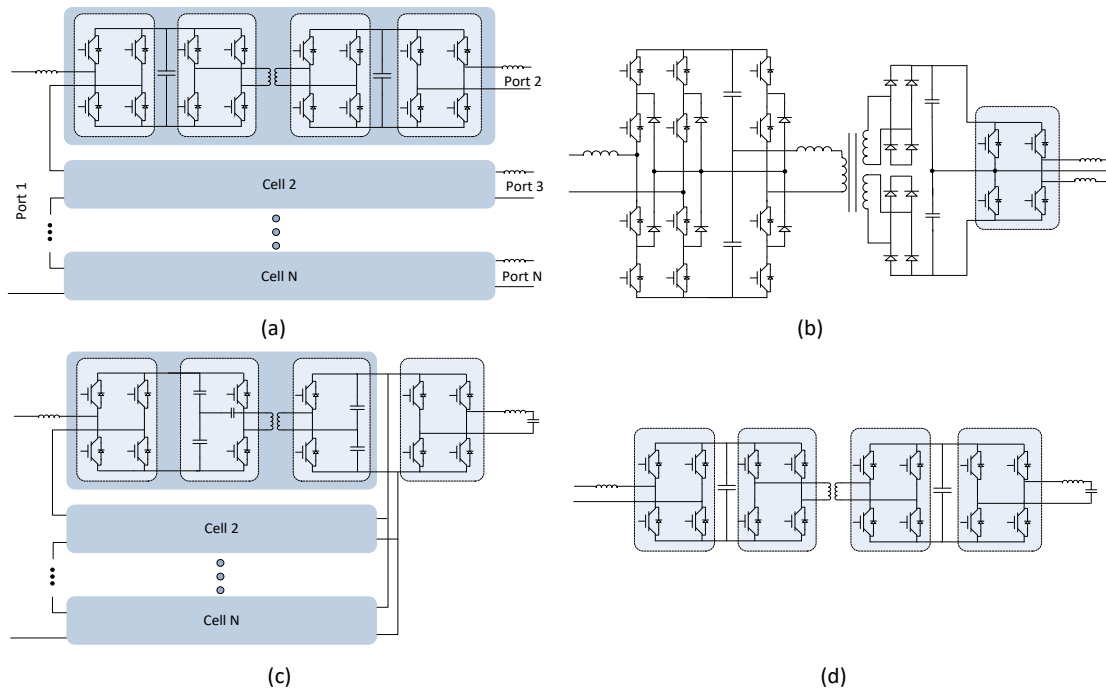 Port 1
Port 2
Cell 2
Port 3
Cell N
Port N
(a)
(b)
Cell 2
Cell N
(c)
(d)